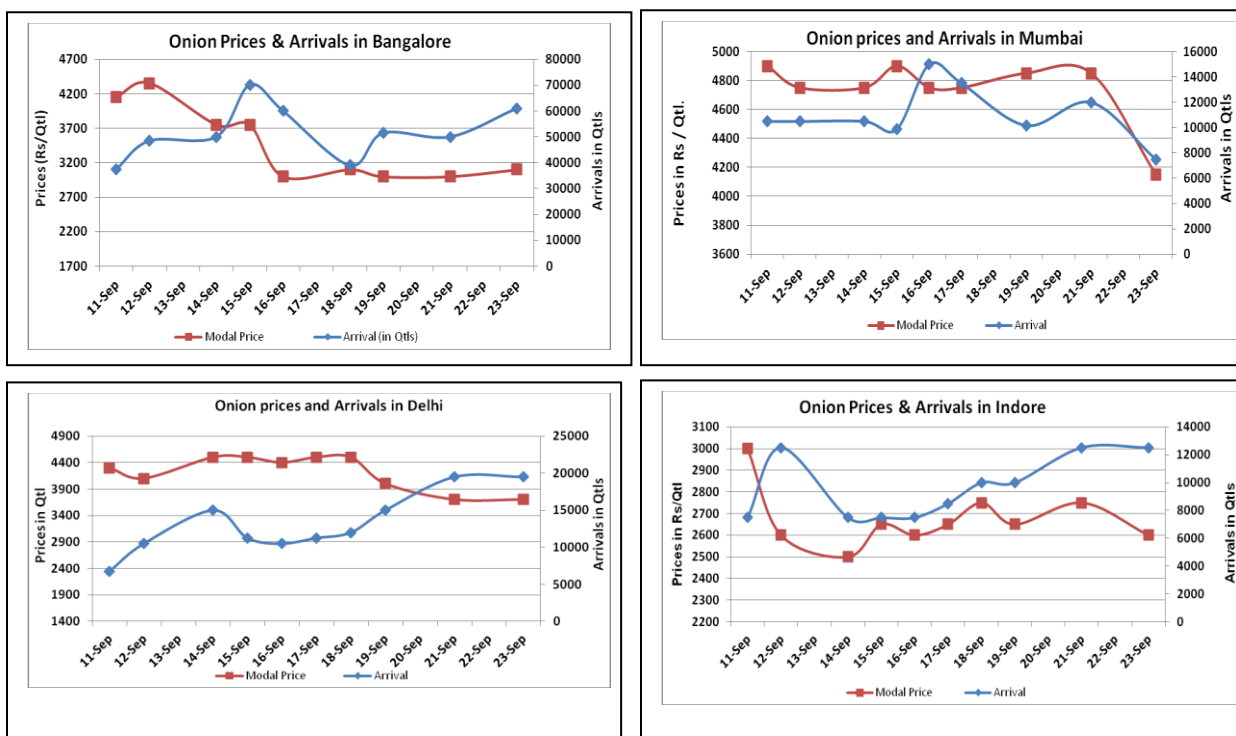 Onion Prices & Arrivals in Bangalore
Prices (Rs/Qtl)
4700
4200
3700
3200
2700
2200
1700
80000
70000
60000
50000
40000
30000
20000
10000
0
Arrivals in Qtls
11-Sep
12-Sep
13-Sep
14-Sep
15-Sep
16-Sep
17-Sep
18-Sep
19-Sep
20-Sep
21-Sep
22-Sep
23-Sep
Modal Price
Arrival (in Qtls)
Onion prices and Arrivals in Mumbai
Prices in Rs / Qtl.
5000
4800
4600
4400
4200
4000
3800
3600
16000
14000
12000
10000
8000
6000
4000
2000
0
Arrivals in Qtls
11-Sep
12-Sep
13-Sep
14-Sep
15-Sep
16-Sep
17-Sep
18-Sep
19-Sep
20-Sep
21-Sep
22-Sep
23-Sep
Modal Price
Arrival
Onion prices and Arrivals in Delhi
Prices in Qtl
4900
4400
3900
3400
2900
2400
1900
1400
25000
20000
15000
10000
5000
0
Arrivals in Qtls
11-Sep
12-Sep
13-Sep
14-Sep
15-Sep
16-Sep
17-Sep
18-Sep
19-Sep
20-Sep
21-Sep
22-Sep
23-Sep
Modal Price
Arrival
Onion Prices & Arrivals in Indore
Prices in Rs/Qtl
3100
3000
2900
2800
2700
2600
2500
2400
2300
2200
14000
12000
10000
8000
6000
4000
2000
0
Arrivals in Qtls
11-Sep
12-Sep
13-Sep
14-Sep
15-Sep
16-Sep
17-Sep
18-Sep
19-Sep
20-Sep
21-Sep
22-Sep
23-Sep
Modal Price
Arrival